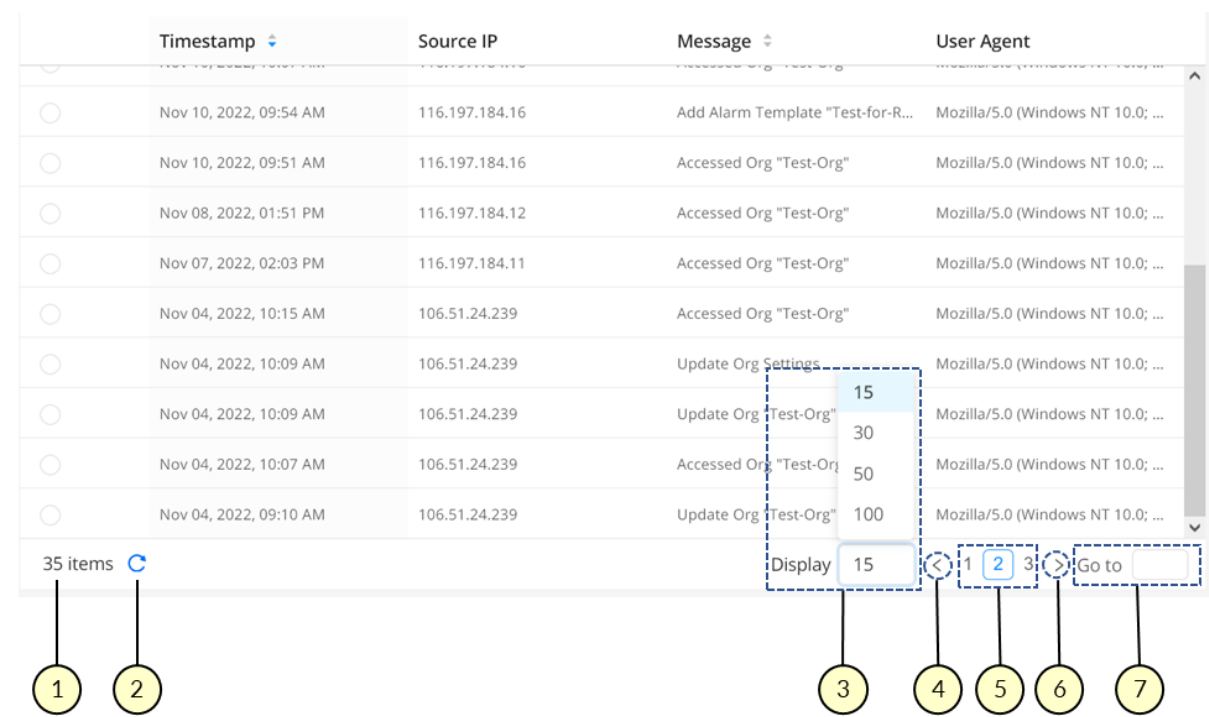 Timestamp Source IP Message User Agent
Nov 10, 2022, 09:54 AM 116.197.184.16 Add Alarm Template "Test-for-R... Mozilla/5.0 (Windows NT 10.0; ...
Nov 10, 2022, 09:51 AM 116.197.184.16 Accessed Org "Test-Org" Mozilla/5.0 (Windows NT 10.0; ...
Nov 08, 2022, 01:51 PM 116.197.184.12 Accessed Org "Test-Org" Mozilla/5.0 (Windows NT 10.0; ...
Nov 07, 2022, 02:03 PM 116.197.184.11 Accessed Org "Test-Org" Mozilla/5.0 (Windows NT 10.0; ...
Nov 04, 2022, 10:15 AM 106.51.24.239 Accessed Org "Test-Org" Mozilla/5.0 (Windows NT 10.0; ...
Nov 04, 2022, 10:09 AM 106.51.24.239 Update Org Settings Mozilla/5.0 (Windows NT 10.0; ...
15
Nov 04, 2022, 10:09 AM 106.51.24.239 Update Org "Test-Org" Mozilla/5.0 (Windows NT 10.0; ...
30
Nov 04, 2022, 10:07 AM 106.51.24.239 Accessed Org "Test-Org Mozilla/5.0 (Windows NT 10.0; ...
50
Nov 04, 2022, 09:10 AM 106.51.24.239 Update Org "Test-Org" 100 Mozilla/5.0 (Windows NT 10.0; ...
35 items Display 15 < 1 2 3 > Go to
1 2 3 4 5 6 7